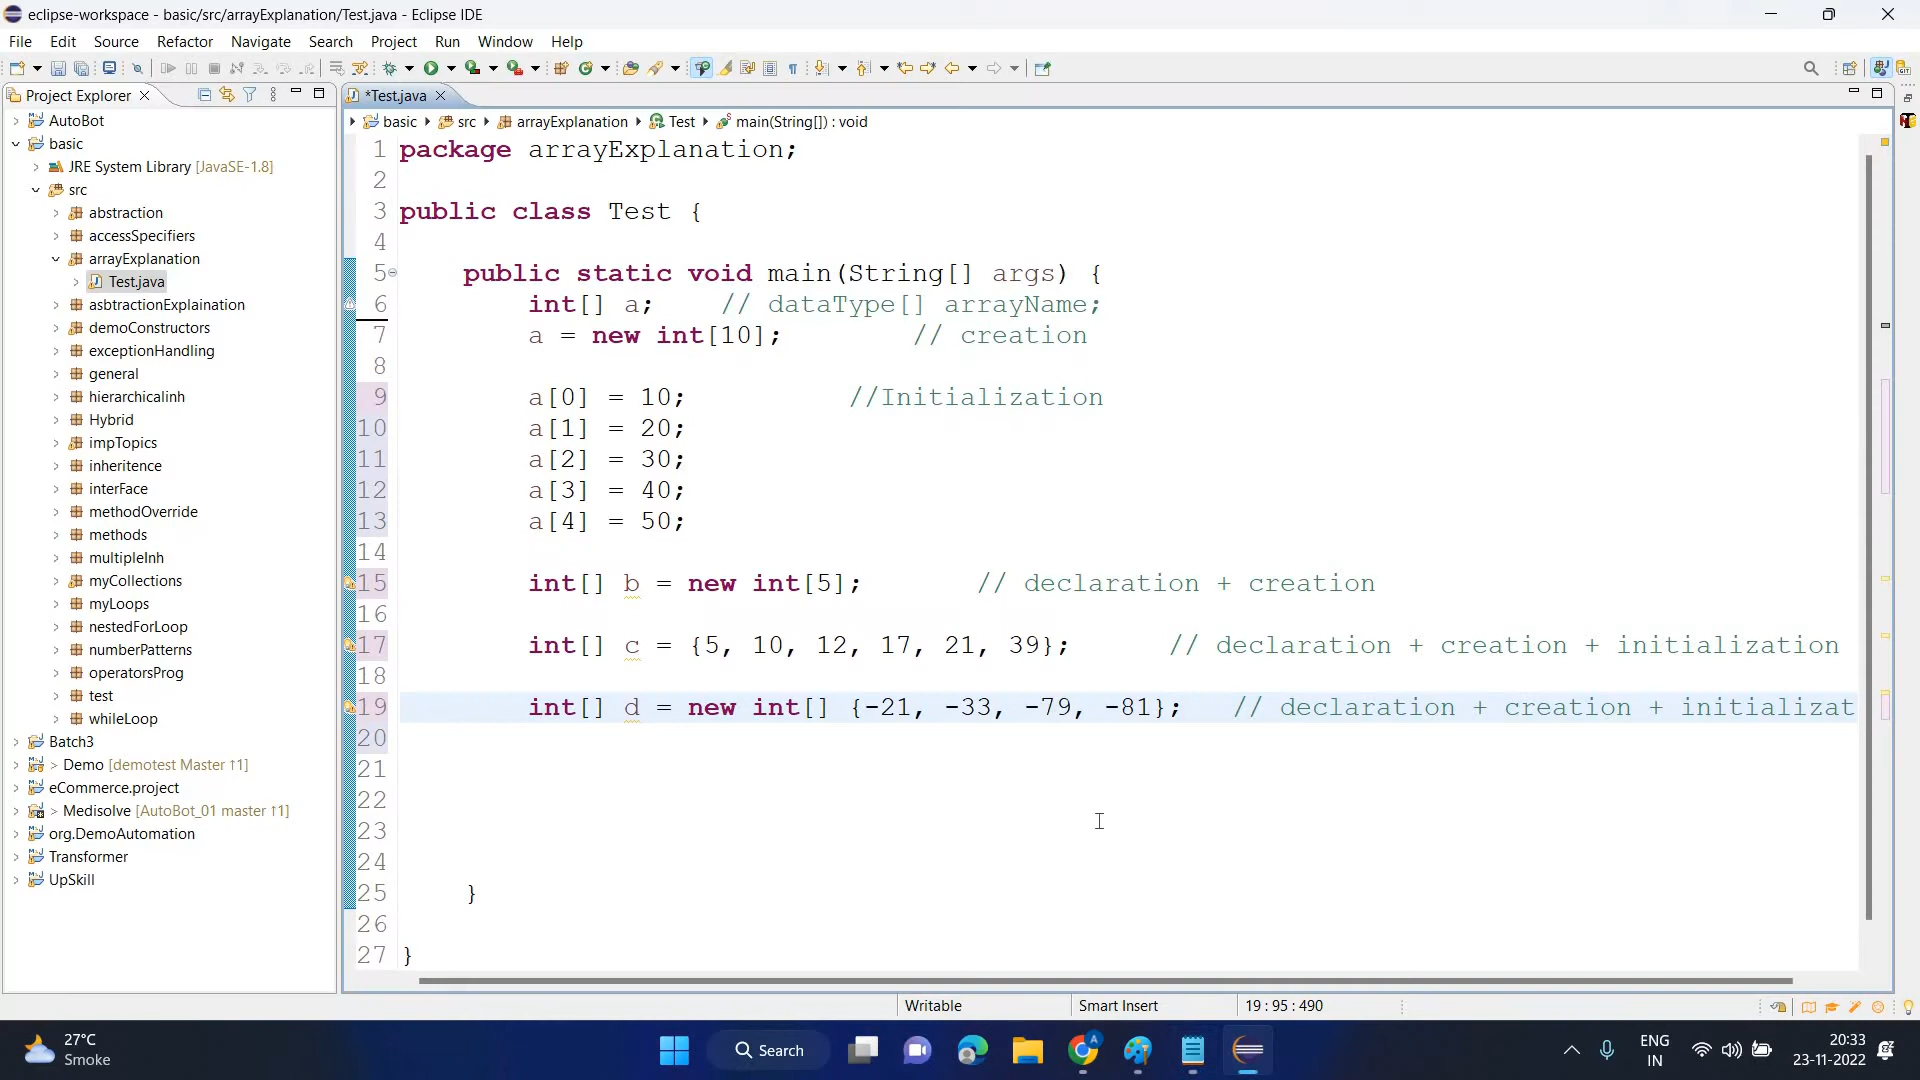 eclipse-workspace - basic/src/arrayExplanation/Test.java - Eclipse IDE
File Edit Source Refactor Navigate Search Project Run Window Help
Project Explorer
*Test.java
basic src arrayExplanation Test main(String[]) : void
AutoBot
basic
JRE System Library [JavaSE-1.8]
src
abstraction
accessSpecifiers
arrayExplanation
Test.java
asbtractionExplaination
demoConstructors
exceptionHandling
general
hierarchicalinh
Hybrid
impTopics
inheritence
interFace
methodOverride
methods
multipleInh
myCollections
myLoops
nestedForLoop
numberPatterns
operatorsProg
test
whileLoop
Batch3
> Demo [demotest Master ↑1]
eCommerce.project
> Medisolve [AutoBot_01 master ↑1]
org.DemoAutomation
Transformer
UpSkill
1 package arrayExplanation;
2
3 public class Test {
4
5 public static void main(String[] args) {
6 int[] a; // dataType[] arrayName;
7 a = new int[10]; // creation
8
9 a[0] = 10; //Initialization
10 a[1] = 20;
11 a[2] = 30;
12 a[3] = 40;
13 a[4] = 50;
14
15 int[] b = new int[5]; // declaration + creation
16
17 int[] c = {5, 10, 12, 17, 21, 39}; // declaration + creation + initialization
18
19 int[] d = new int[] {-21, -33, -79, -81}; // declaration + creation + initializat
20
21
22
23
24
25 }
26
27 }
Writable Smart Insert 19 : 95 : 490
27°C
Smoke
Search
ENG
IN
20:33
23-11-2022